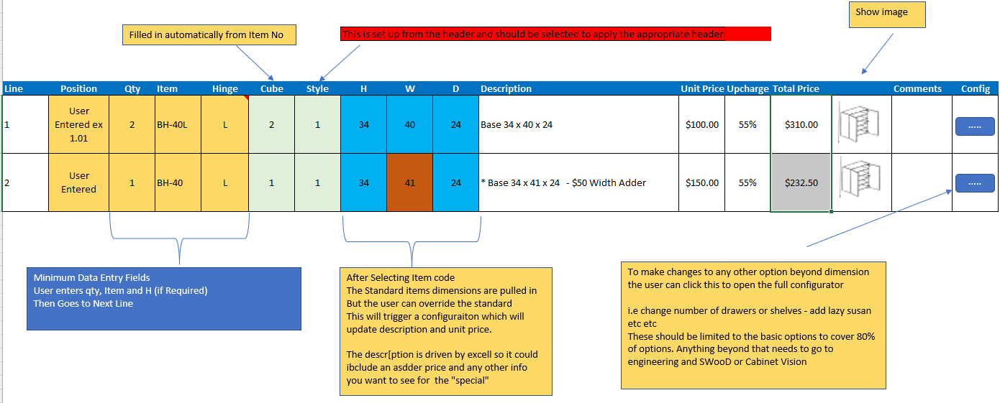 Show image
Filled in automatically from Item No
This is set up from the header and should be selected to apply the appropriate header
Line Position Qty Item Hinge Cube Style H W D Description Unit Price Upcharge Total Price Comments Config
1 User Entered ex 1.01 2 BH-40L L 2 1 34 40 24 Base 34 x 40 x 24 $100.00 55% $310.00 .....
2 User Entered 1 BH-40 L 1 1 34 41 24 * Base 34 x 41 x 24 - $50 Width Adder $150.00 55% $232.50 .....
Minimum Data Entry Fields
User enters qty, Item and H (if Required)
Then Goes to Next Line
After Selecting Item code
The Standard items dimensions are pulled in
But the user can override the standard
This will trigger a configuraiton which will
update description and unit price.
The descr[ption is driven by excell so it could
ibclude an asdder price and any other info
you want to see for the "special"
To make changes to any other option beyond dimension
the user can click this to open the full configurator
i.e change number of drawers or shelves - add lazy susan
etc etc
These should be limited to the basic options to cover 80%
of options. Anything beyond that needs to go to
engineering and SWooD or Cabinet Vision